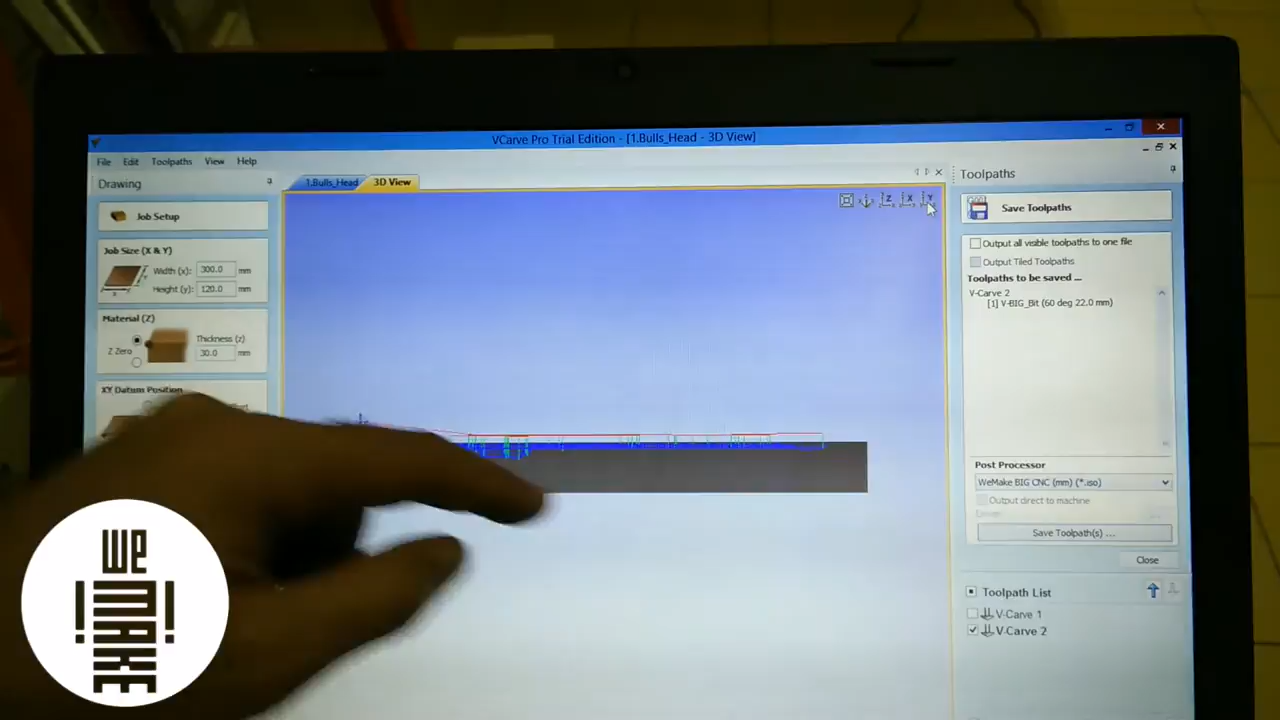 VCarve Pro Trial Edition - [1.Bulls_Head - 3D View]
File Edit Toolpaths View Help
Drawing
1.Bulls_Head 3D View
Toolpaths
Job Setup
Job Size (X & Y)
Width (x): 300.0 mm
Height (y): 120.0 mm
Material (Z)
Thickness (z)
Z Zero
30.0 mm
XY Datum Position
Z X Y
Save Toolpaths
Output all visible toolpaths to one file
Output Tiled Toolpaths
Toolpaths to be saved ...
V-Carve 2
[1] V-BIG_Bit (60 deg 22.0 mm)
Post Processor
WeMake BIG CNC (mm) (*.iso)
Output direct to machine
Save Toolpath(s) ...
Close
Toolpath List
V-Carve 1
V-Carve 2
we
!MAKE!